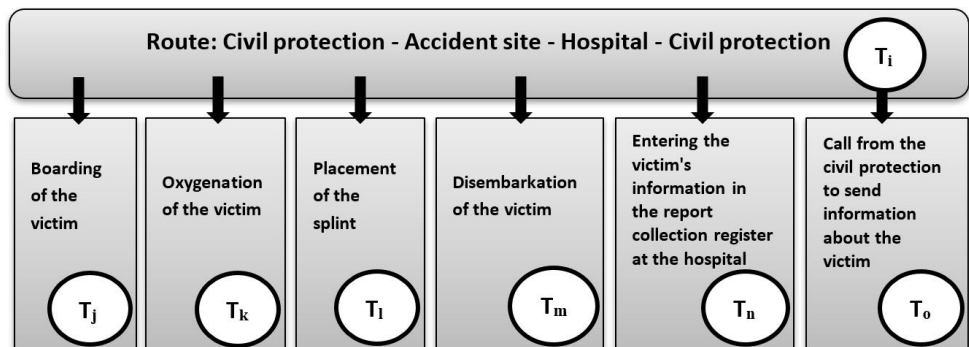 Route: Civil protection - Accident site - Hospital - Civil protection
Ti
Boarding
of the
victim
Tj
Oxygenation
of the victim
Tk
Placement
of the
splint
Tl
Disembarkation
of the victim
Tm
Entering the
victim's
information in
the report
collection register
at the hospital
Tn
Call from the
civil protection
to send
information
about the
victim
To